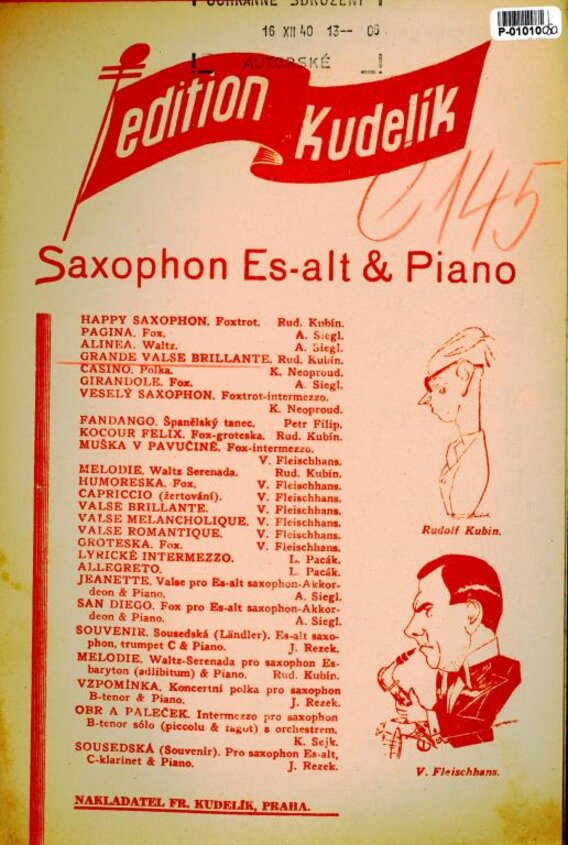 OCHRANNÉ SDRUŽENÍ
16 XII 40 13-- 06
AUTORSKÉ
P-0101060
edition Kudelík
C 145
Saxophon Es-alt & Piano
HAPPY SAXOPHON. Foxtrot. Rud. Kubín.
PAGINA. Fox. A. Siegl.
ALINEA. Waltz. A. Siegl.
GRANDE VALSE BRILLANTE. Rud. Kubín.
CASINO. Polka. K. Neoproud.
GIRANDOLE. Fox. A. Siegl.
VESELÝ SAXOPHON. Foxtrot-intermezzo.
K. Neoproud.
FANDANGO. Španělský tanec. Petr Filip.
KOCOUR FELIX. Fox-groteska. Rud. Kubín.
MUŠKA V PAVUČINĚ. Fox-intermezzo.
V. Fleischhans.
MELODIE. Waltz Serenada. Rud. Kubín.
HUMORESKA. Fox. V. Fleischhans.
CAPRICCIO (žertování). V. Fleischhans.
VALSE BRILLANTE. V. Fleischhans.
VALSE MELANCHOLIQUE. V. Fleischhans.
VALSE ROMANTIQUE. V. Fleischhans.
GROTESKA. Fox. V. Fleischhans.
LYRICKÉ INTERMEZZO. L. Pacák.
ALLEGRETO. L. Pacák.
JEANETTE. Valse pro Es-alt saxophon-Akkor-
deon & Piano. A. Siegl.
SAN DIEGO. Fox pro Es-alt saxophon-Akkor-
deon & Piano. A. Siegl.
SOUVENIR. Sousedská (Ländler). Es-alt saxo-
phon, trumpet C & Piano. J. Rezek.
MELODIE. Waltz-Serenada pro saxophon Es-
baryton (adlibitum) & Piano. Rud. Kubín.
VZPOMÍNKA. Koncertní polka pro saxophon
B-tenor & Piano. J. Rezek.
OBR A PALEČEK. Intermezzo pro saxophon
B-tenor sólo (piccolu & fagot) s orchestrem.
K. Sejk.
SOUSEDSKÁ (Souvenir). Pro saxophon Es-alt,
C-klarinet & Piano. J. Rezek.
NAKLADATEL FR. KUDELÍK, PRAHA.
Rudolf Kubin.
V. Fleischhans.